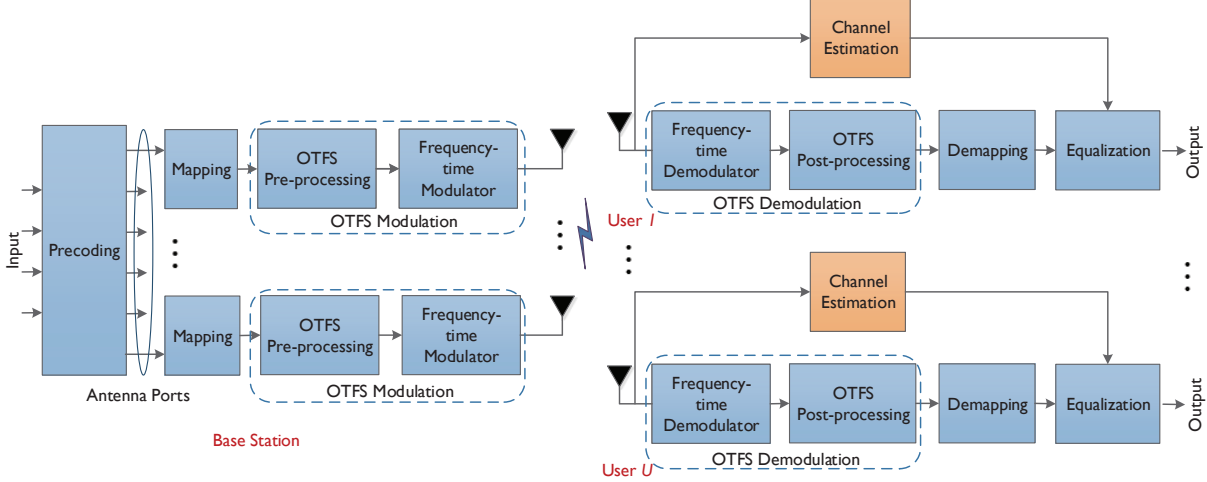 Input
Precoding
Antenna Ports
Mapping
OTFS
Pre-processing
Frequency-
time
Modulator
OTFS Modulation
Mapping
OTFS
Pre-processing
Frequency-
time
Modulator
OTFS Modulation
Base Station
Channel
Estimation
Frequency-
time
Demodulator
OTFS
Post-processing
Demapping
Equalization
Output
OTFS Demodulation
User 1
Channel
Estimation
Frequency-
time
Demodulator
OTFS
Post-processing
Demapping
Equalization
Output
OTFS Demodulation
User U